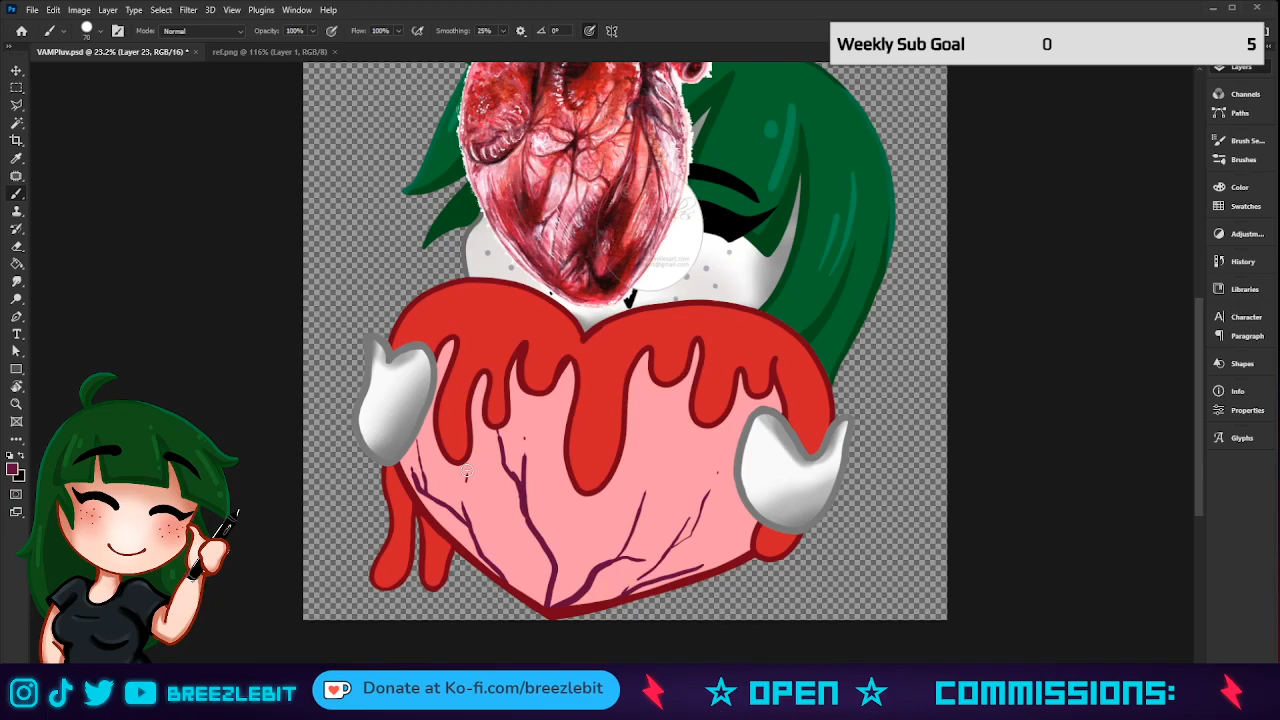 File Edit Image Layer Type Select Filter 3D View Plugins Window Help
Mode: Normal Opacity: 100% Flow: 100% Smoothing: 25% 0°
70
VAMPluv.psd @ 23.2% (Layer 23, RGB/16) * × ref.png @ 116% (Layer 1, RGB/8) ×
Weekly Sub Goal 0 5
Layers
Channels
Paths
Brush Se...
Brushes
Color
Swatches
Adjustm...
History
Libraries
Character
Paragraph
Shapes
Info
Properties
Glyphs
BREEZLEBIT
Donate at Ko-fi.com/breezlebit
OPEN
COMMISSIONS: